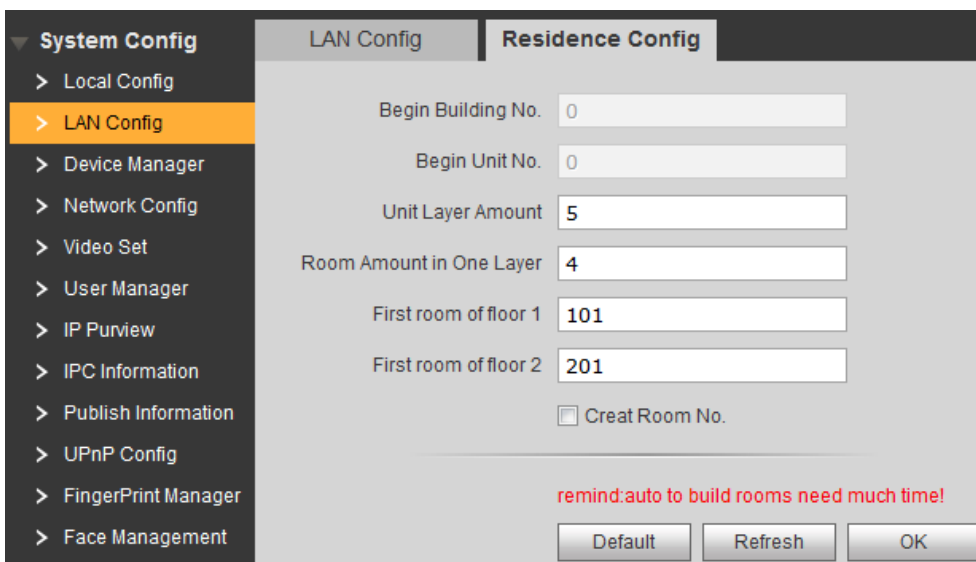 System Config
Local Config
LAN Config
Device Manager
Network Config
Video Set
User Manager
IP Purview
IPC Information
Publish Information
UPnP Config
FingerPrint Manager
Face Management
LAN Config Residence Config
Begin Building No. 0
Begin Unit No. 0
Unit Layer Amount 5
Room Amount in One Layer 4
First room of floor 1 101
First room of floor 2 201
Creat Room No.
remind:auto to build rooms need much time!
Default Refresh OK